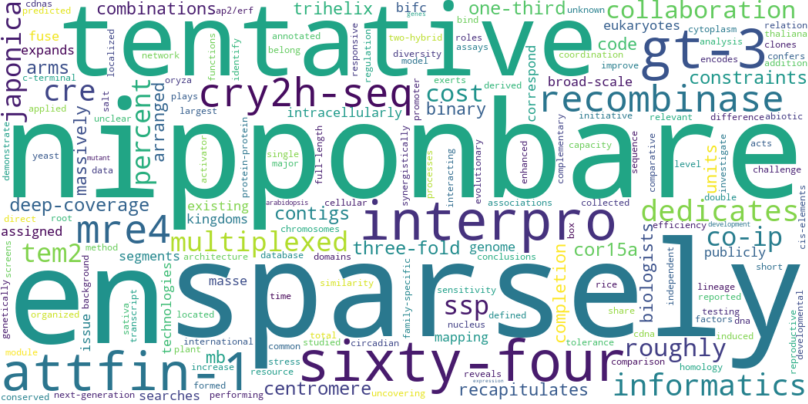 japonica combinations ap2/erf trihelix bifc one-third unknown collaboration
cdnas predicted fuse expands arms tentative genes two-hybrid eukaryotes code gt-3 cytoplasm relation thaliana
annotated belong bind roles assays diversity model network functions identify localized responsive regulation
c-terminal cre cry2h-seq cost binary correspond broad-scale analysis clones confers addition constraints
oryza salt plays largest intracellularly promoter exerts derived coordination improve encodes recombinase
applied unclear percent arranged massively nipponbare initiative relevant difference abiotic
demonstrate yeast mutant data activator protein-protein single major full-length synergistically processes interacting evolutionary enhanced capacity complementary level comparative sequence acts challenge units investigate double cis-elements
deep-coverage existing arabidopsis cellular associations collected dedicates
assigned mre4 kingdoms contigs chromosomes interpro efficiency development co-ip
direct root tem2 method multiplexed three-fold genome cor15a biologists publicly
screens segments architecture database domains conclusions completion independent lineage short
genetically background issue technologies masse similarity family-specific sensitivity defined rice reported testing factors dna
organized sativa transcript located time ensparsely mapping share cdna induced
module mb international common studied circadian ssp nucleus tolerance roughly comparison homology
attfin-1 plant increase stress resource total sixty-four reveals informatics
conserved next-generation searches formed performing centromere uncovering expression recapitulates reproductive developmental